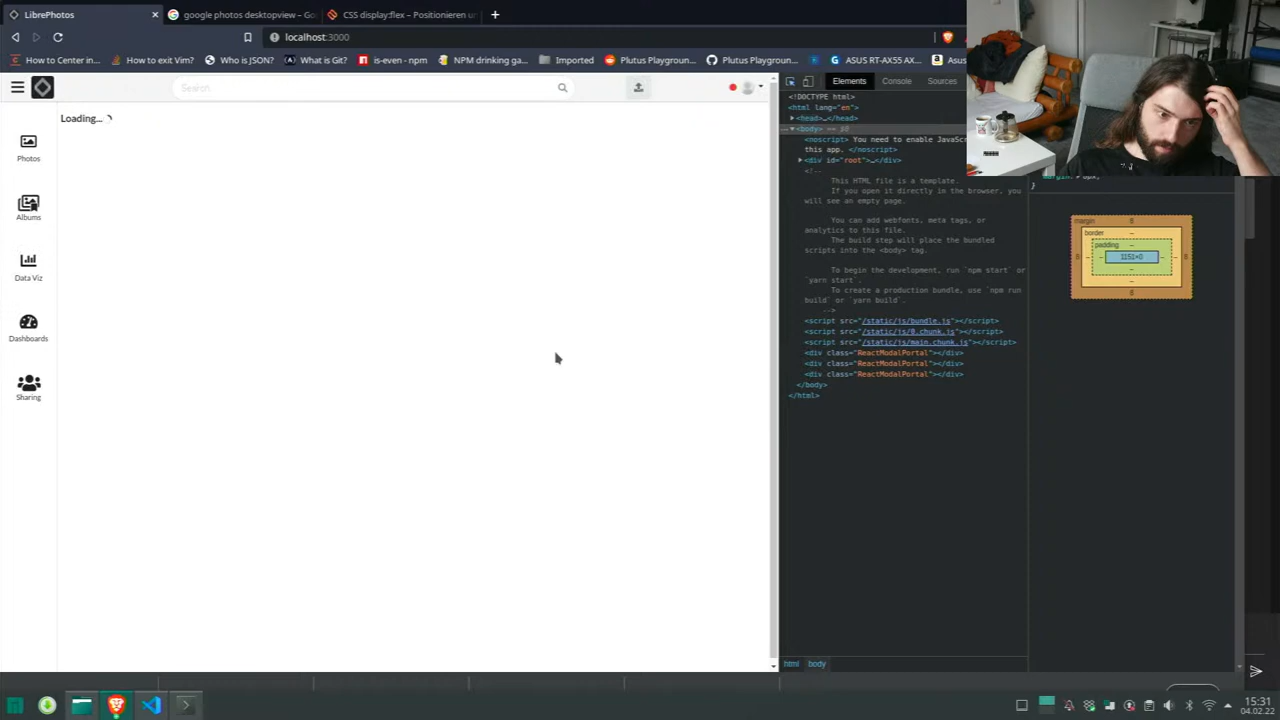 LibrePhotos
google photos desktopview – Go
CSS display:flex – Positionieren u
localhost:3000
How to Center in ...
How to exit Vim?
Who is JSON?
What is Git?
is-even - npm
NPM drinking ga...
Imported
Plutus Playgroun...
Plutus Playgroun...
ASUS RT-AX55 AX...
Asus
Search
Loading...
Photos
Albums
Data Viz
Dashboards
Sharing
Elements
Console
Sources
<!DOCTYPE html>
<html lang="en">
<head>…</head>
<body> == $0
<noscript> You need to enable JavaSc
this app. </noscript>
<div id="root">…</div>
<!--
This HTML file is a template.
If you open it directly in the browser, you
will see an empty page.
You can add webfonts, meta tags, or
analytics to this file.
The build step will place the bundled
scripts into the <body> tag.
To begin the development, run `npm start` or
`yarn start`.
To create a production bundle, use `npm run
build` or `yarn build`.
-->
<script src="/static/js/bundle.js"></script>
<script src="/static/js/0.chunk.js"></script>
<script src="/static/js/main.chunk.js"></script>
<div class="ReactModalPortal"></div>
<div class="ReactModalPortal"></div>
<div class="ReactModalPortal"></div>
</body>
</html>
}
margin
border
padding
html
body
15:31
04.02.22